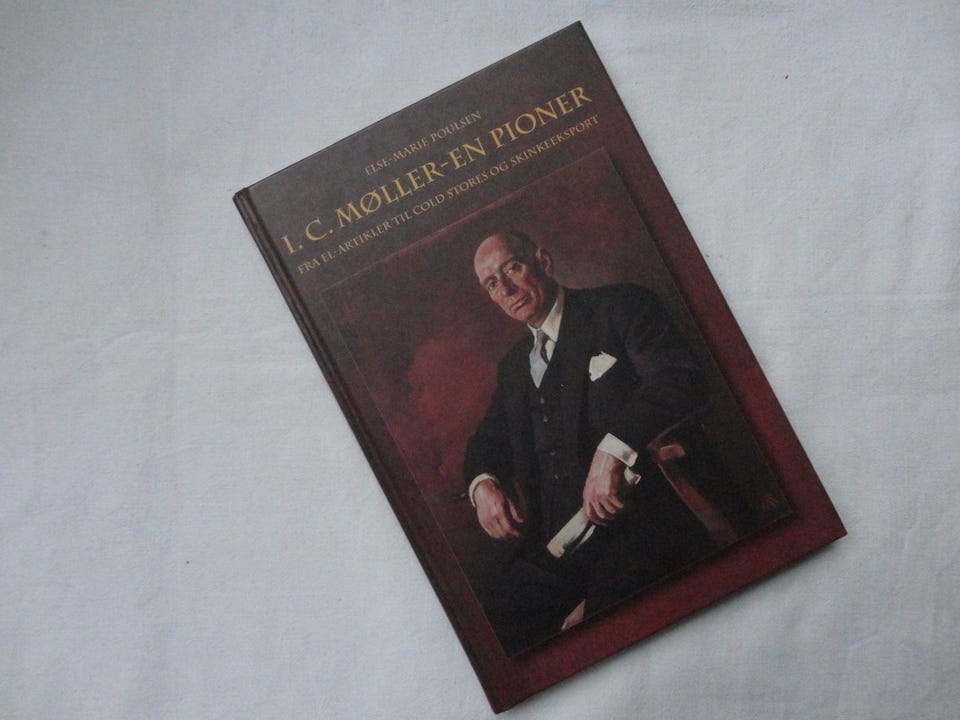 ELSE-MARIE POULSEN
I. C. MØLLER-EN PIONER
FRA EL-ARTIKLER TIL COLD STORES OG SKINKEEKSPORT